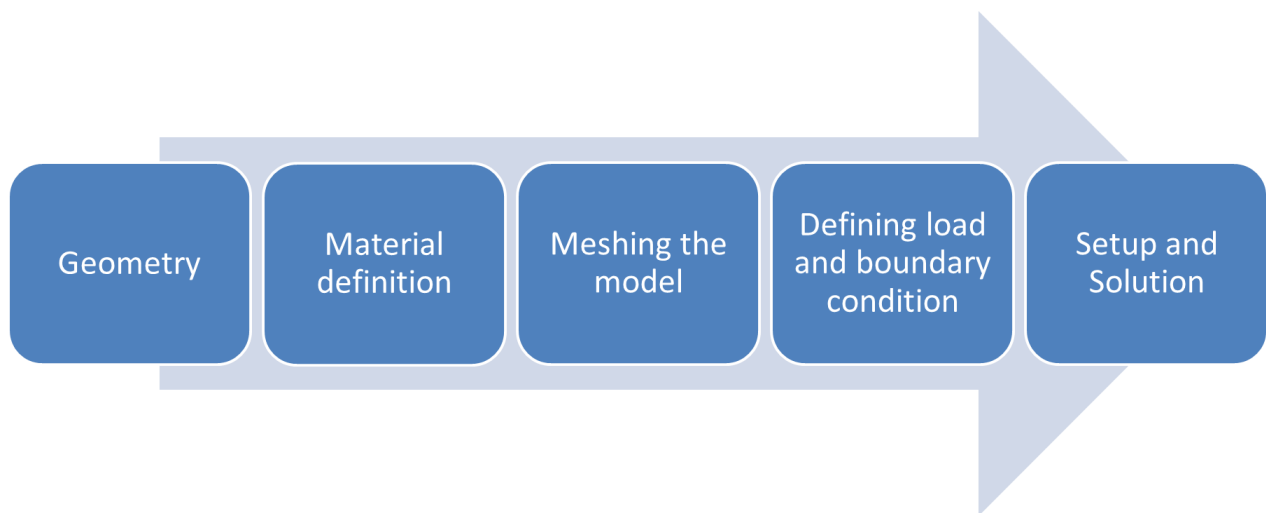 Geometry
Material
definition
Meshing the
model
Defining load
and boundary
condition
Setup and
Solution